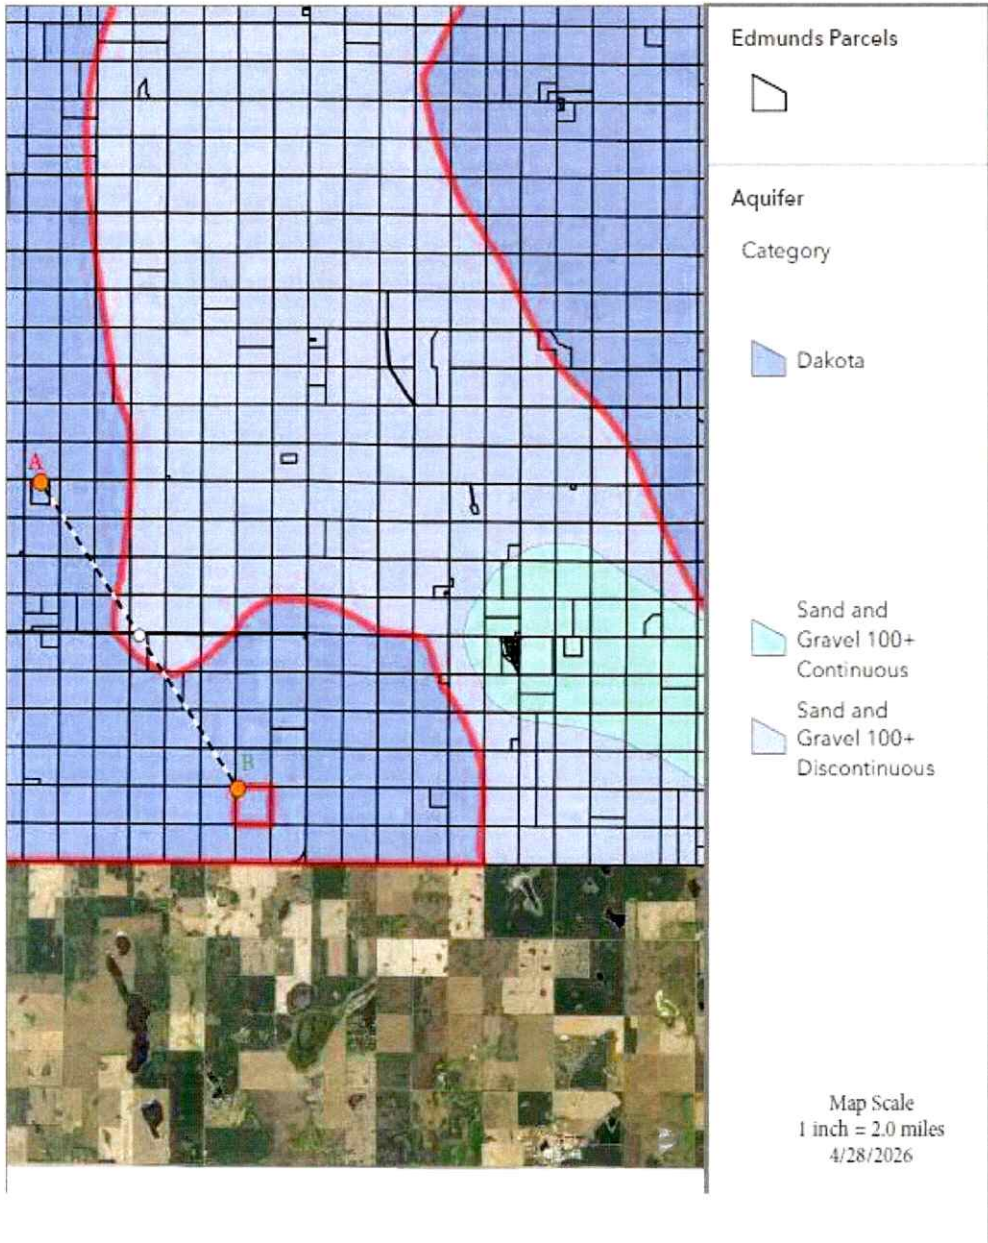 Edmunds Parcels
Aquifer
Category
Dakota
Sand and
Gravel 100+
Continuous
Sand and
Gravel 100+
Discontinuous
Map Scale
1 inch = 2.0 miles
4/28/2026
A
B